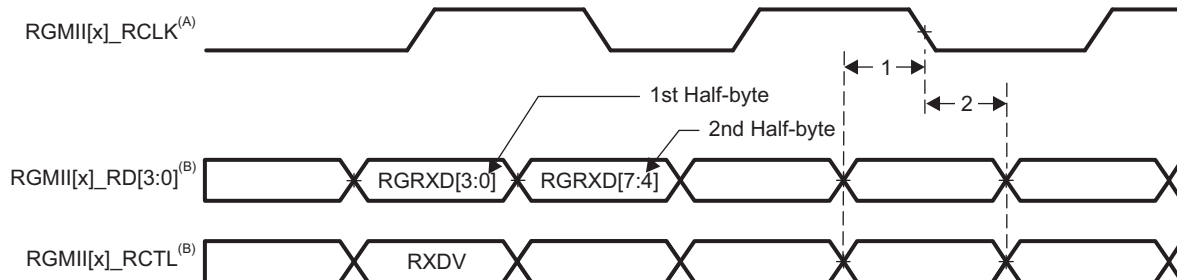 RGMII[x]_RCLK(A)
1
1st Half-byte
2
2nd Half-byte
RGMII[x]_RD[3:0](B)
RGRXD[3:0]
RGRXD[7:4]
RGMII[x]_RCTL(B)
RXDV